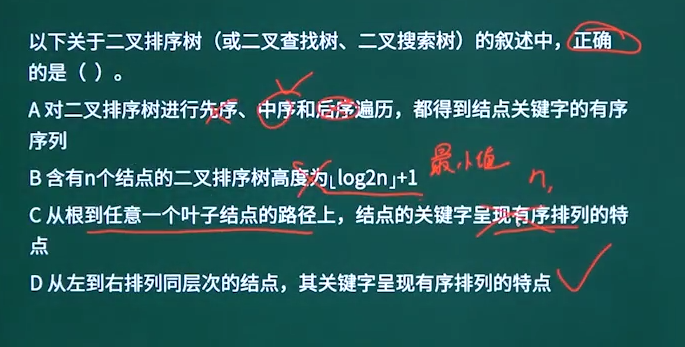 以下关于二叉排序树（或二叉查找树、二叉搜索树）的叙述中，正确
的是（ ）。
A 对二叉排序树进行先序、中序和后序遍历，都得到结点关键字的有序
序列
最小值
B 含有n个结点的二叉排序树高度为⌊log2n⌋+1
n,
C 从根到任意一个叶子结点的路径上，结点的关键字呈现有序排列的特
点
D 从左到右排列同层次的结点，其关键字呈现有序排列的特点